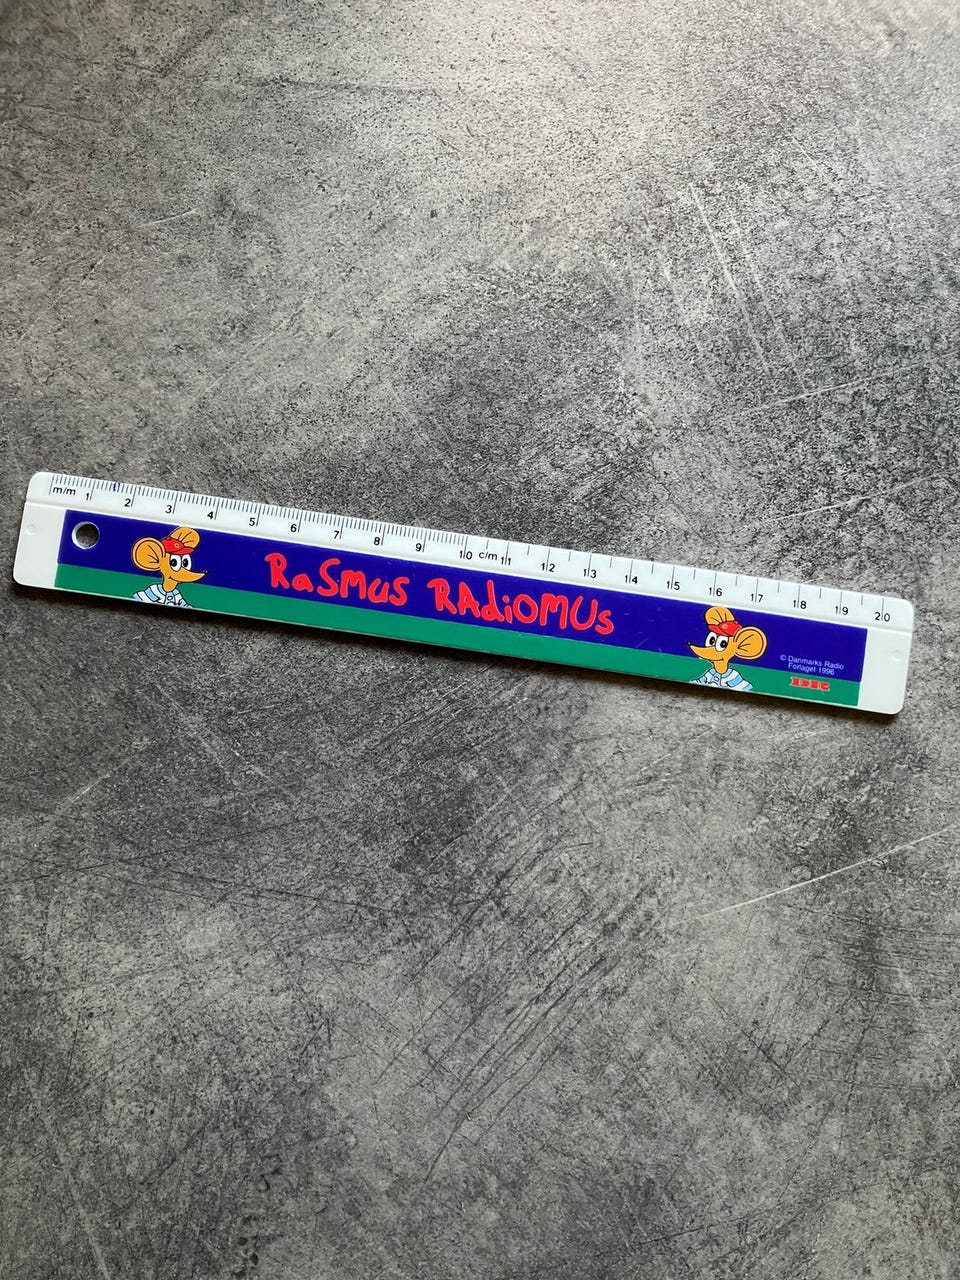 m/m 1 2 3 4 5 6 7 8 9 10 c/m 11 12 13 14 15 16 17 18 19 20
RaSmus RAdiOMUs
© Danmarks Radio
Forlaget 1996
DR